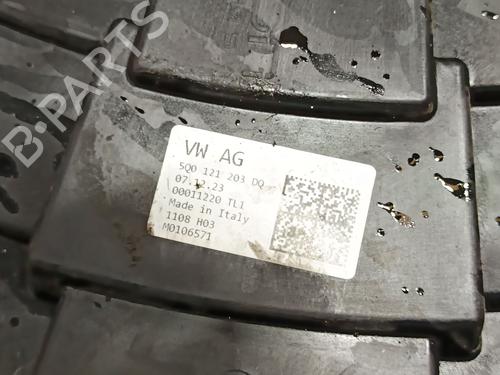 B-PARTS
VW AG
5Q0 121 203 DQ
07.12.23
00011220 TL1
Made in Italy
1108 H03
M0106571